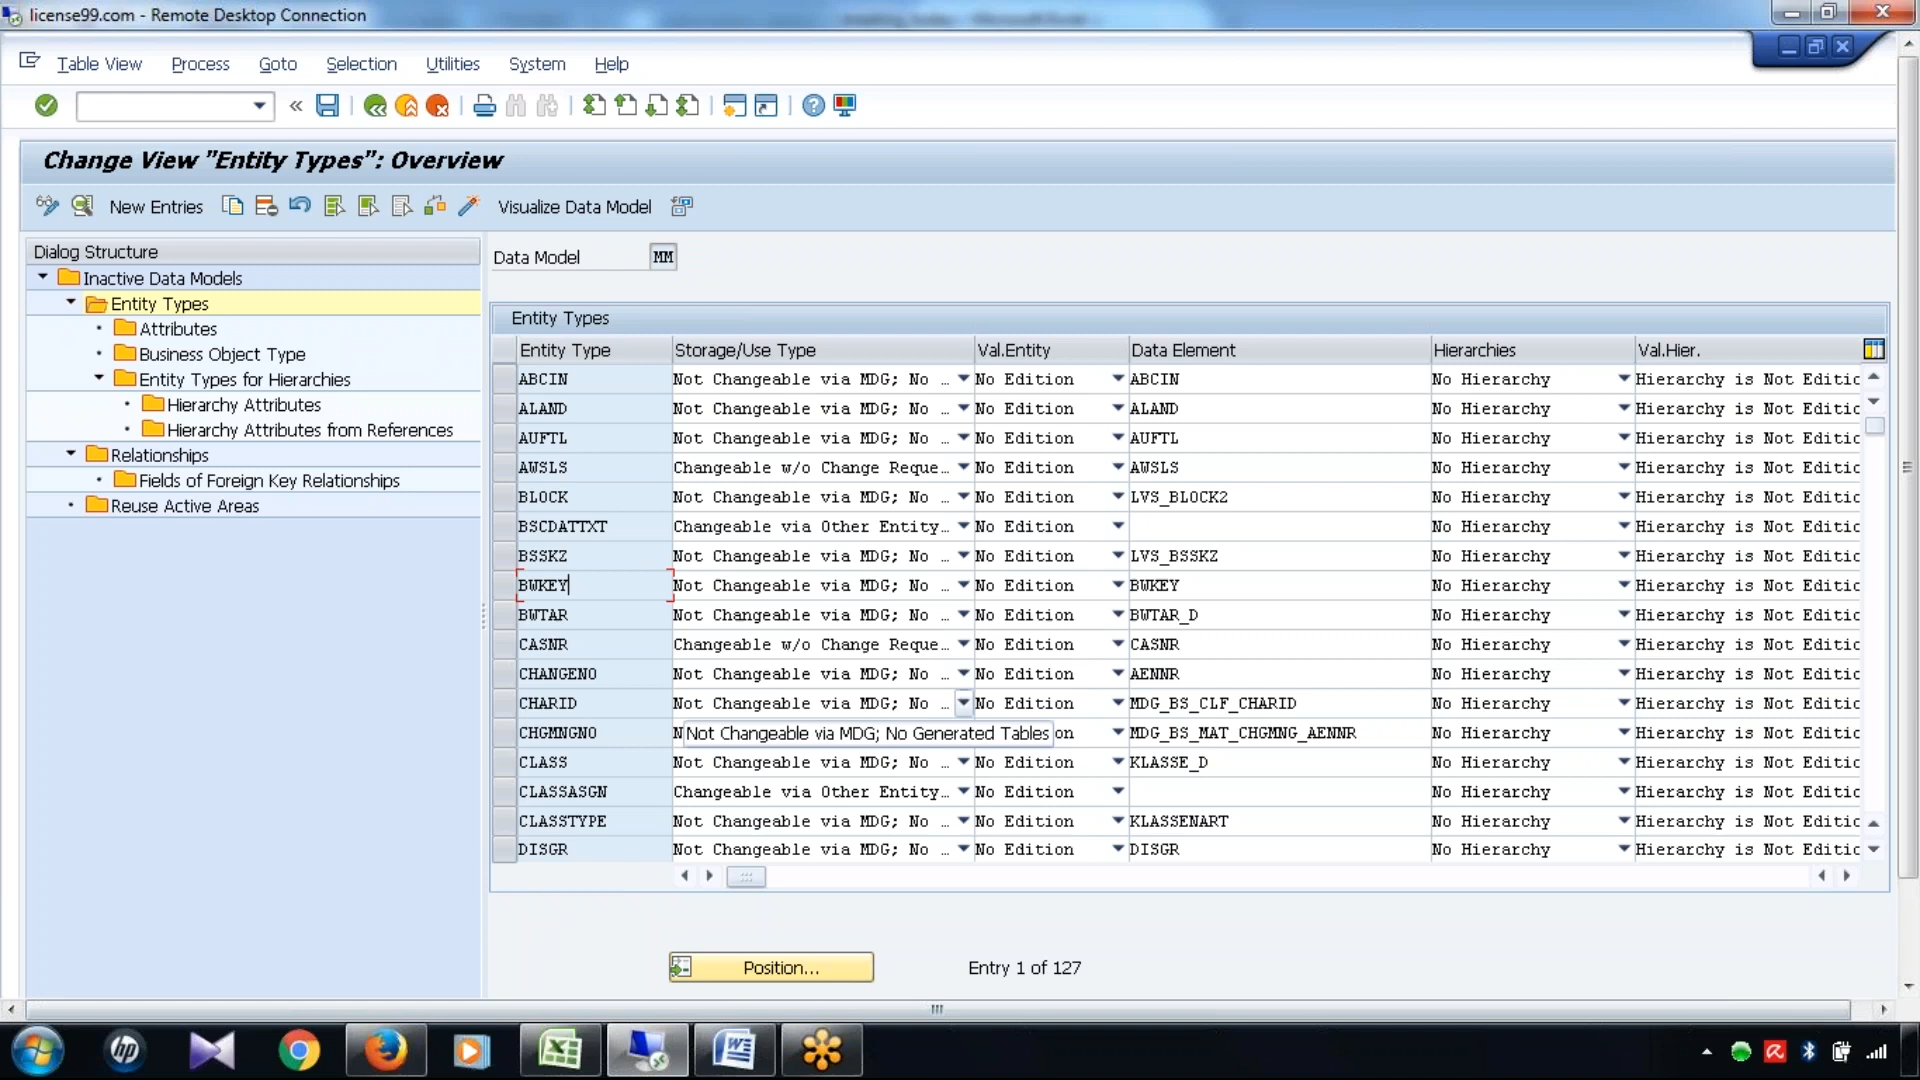 license99.com - Remote Desktop Connection
Table View Process Goto Selection Utilities System Help
Change View "Entity Types": Overview
New Entries Visualize Data Model
Dialog Structure
Inactive Data Models
Entity Types
Attributes
Business Object Type
Entity Types for Hierarchies
Hierarchy Attributes
Hierarchy Attributes from References
Relationships
Fields of Foreign Key Relationships
Reuse Active Areas
Data Model MM
Entity Types
Entity Type Storage/Use Type Val.Entity Data Element Hierarchies Val.Hier.
ABCIN Not Changeable via MDG; No … No Edition ABCIN No Hierarchy Hierarchy is Not Editic
ALAND Not Changeable via MDG; No … No Edition ALAND No Hierarchy Hierarchy is Not Editic
AUFTL Not Changeable via MDG; No … No Edition AUFTL No Hierarchy Hierarchy is Not Editic
AWSLS Changeable w/o Change Reque… No Edition AWSLS No Hierarchy Hierarchy is Not Editic
BLOCK Not Changeable via MDG; No … No Edition LVS_BLOCK2 No Hierarchy Hierarchy is Not Editic
BSCDATTXT Changeable via Other Entity… No Edition No Hierarchy Hierarchy is Not Editic
BSSKZ Not Changeable via MDG; No … No Edition LVS_BSSKZ No Hierarchy Hierarchy is Not Editic
BWKEY Not Changeable via MDG; No … No Edition BWKEY No Hierarchy Hierarchy is Not Editic
BWTAR Not Changeable via MDG; No … No Edition BWTAR_D No Hierarchy Hierarchy is Not Editic
CASNR Changeable w/o Change Reque… No Edition CASNR No Hierarchy Hierarchy is Not Editic
CHANGENO Not Changeable via MDG; No … No Edition AENNR No Hierarchy Hierarchy is Not Editic
CHARID Not Changeable via MDG; No … No Edition MDG_BS_CLF_CHARID No Hierarchy Hierarchy is Not Editic
CHGMNGNO N Not Changeable via MDG; No Generated Tables on MDG_BS_MAT_CHGMNG_AENNR No Hierarchy Hierarchy is Not Editic
CLASS Not Changeable via MDG; No … No Edition KLASSE_D No Hierarchy Hierarchy is Not Editic
CLASSASGN Changeable via Other Entity… No Edition No Hierarchy Hierarchy is Not Editic
CLASSTYPE Not Changeable via MDG; No … No Edition KLASSENART No Hierarchy Hierarchy is Not Editic
DISGR Not Changeable via MDG; No … No Edition DISGR No Hierarchy Hierarchy is Not Editic
Position... Entry 1 of 127
hp